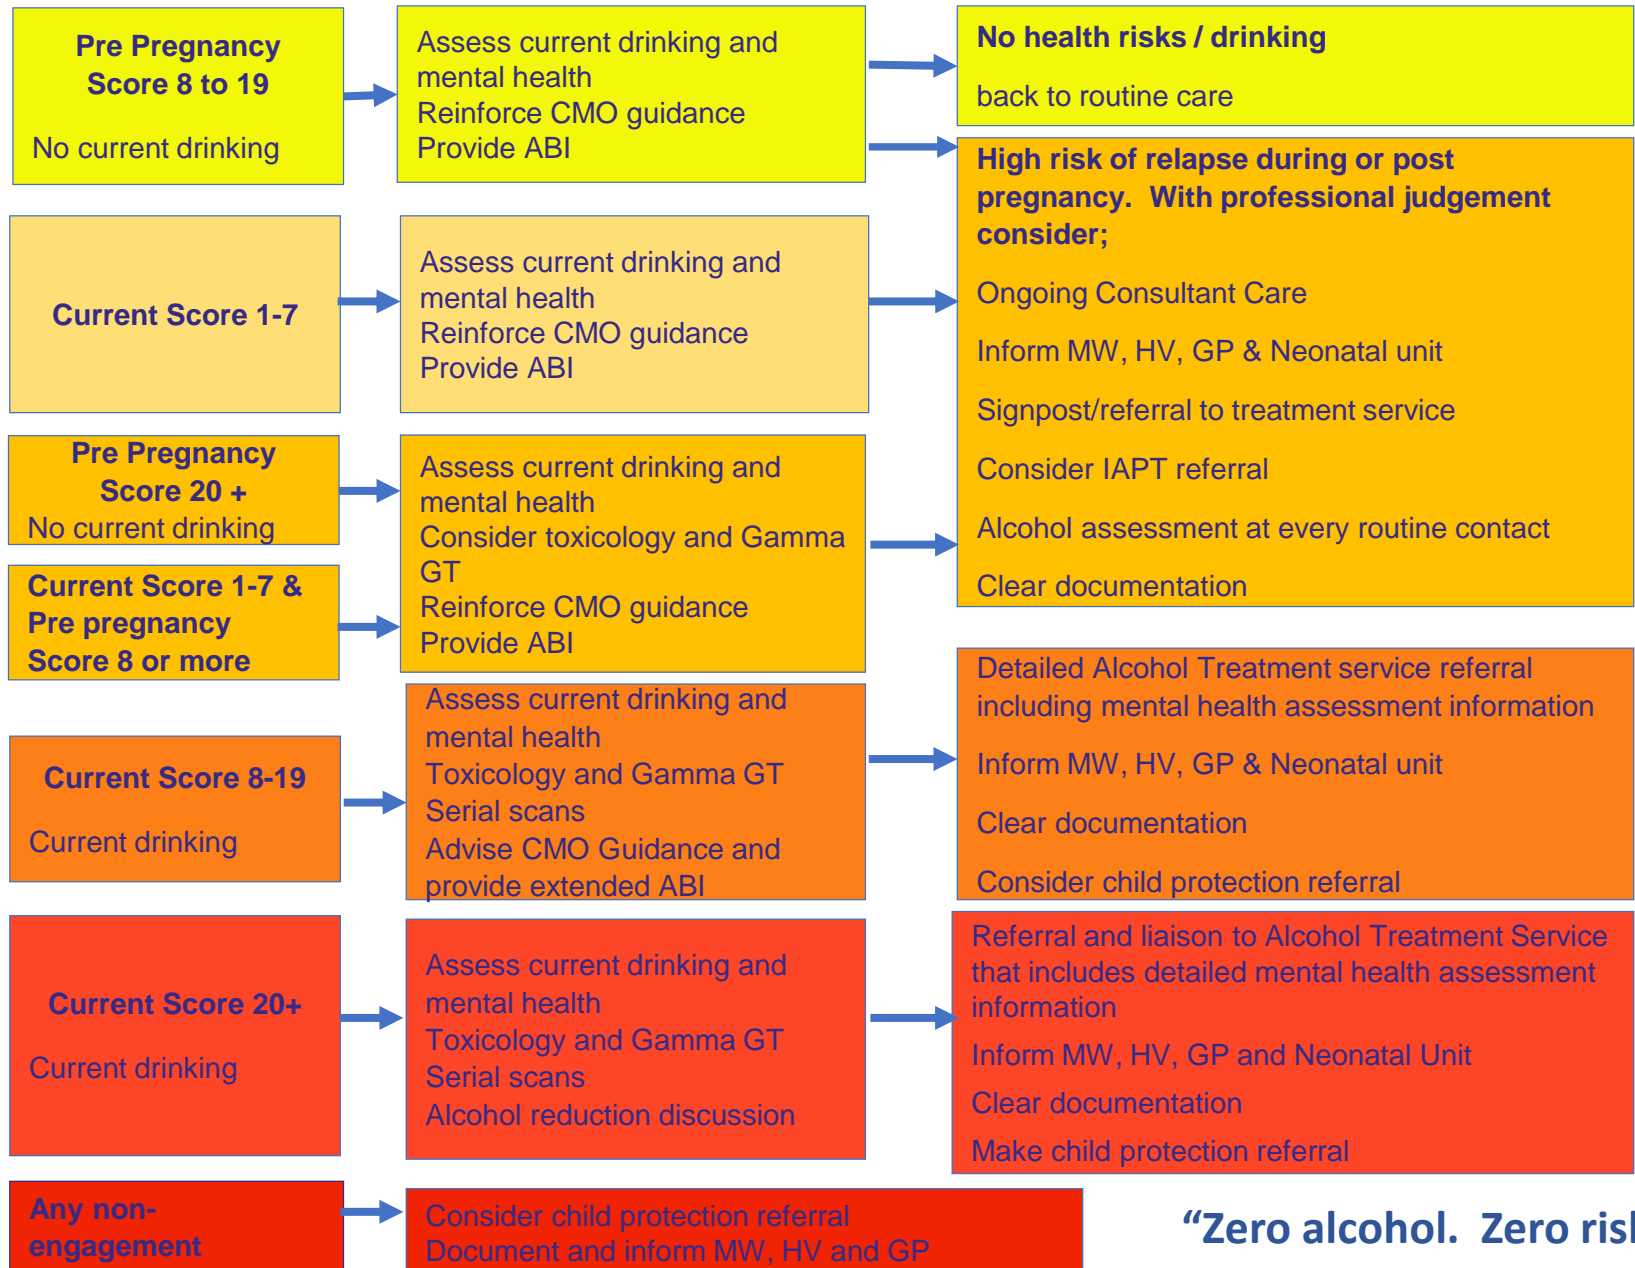 Pre Pregnancy
Score 8 to 19
No current drinking
Assess current drinking and
mental health
Reinforce CMO guidance
Provide ABI
No health risks / drinking
back to routine care
High risk of relapse during or post
pregnancy.  With professional judgement
consider;
Ongoing Consultant Care
Inform MW, HV, GP & Neonatal unit
Signpost/referral to treatment service
Consider IAPT referral
Alcohol assessment at every routine contact
Clear documentation
Current Score 1-7
Assess current drinking and
mental health
Reinforce CMO guidance
Provide ABI
Pre Pregnancy
Score 20 +
No current drinking
Current Score 1-7 &
Pre pregnancy
Score 8 or more
Assess current drinking and
mental health
Consider toxicology and Gamma
GT
Reinforce CMO guidance
Provide ABI
Current Score 8-19
Current drinking
Assess current drinking and
mental health
Toxicology and Gamma GT
Serial scans
Advise CMO Guidance and
provide extended ABI
Detailed Alcohol Treatment service referral
including mental health assessment information
Inform MW, HV, GP & Neonatal unit
Clear documentation
Consider child protection referral
Current Score 20+
Current drinking
Assess current drinking and
mental health
Toxicology and Gamma GT
Serial scans
Alcohol reduction discussion
Referral and liaison to Alcohol Treatment Service
that includes detailed mental health assessment
information
Inform MW, HV, GP and Neonatal Unit
Clear documentation
Make child protection referral
Any non-
engagement
Consider child protection referral
Document and inform MW, HV and GP
“Zero alcohol.  Zero risk